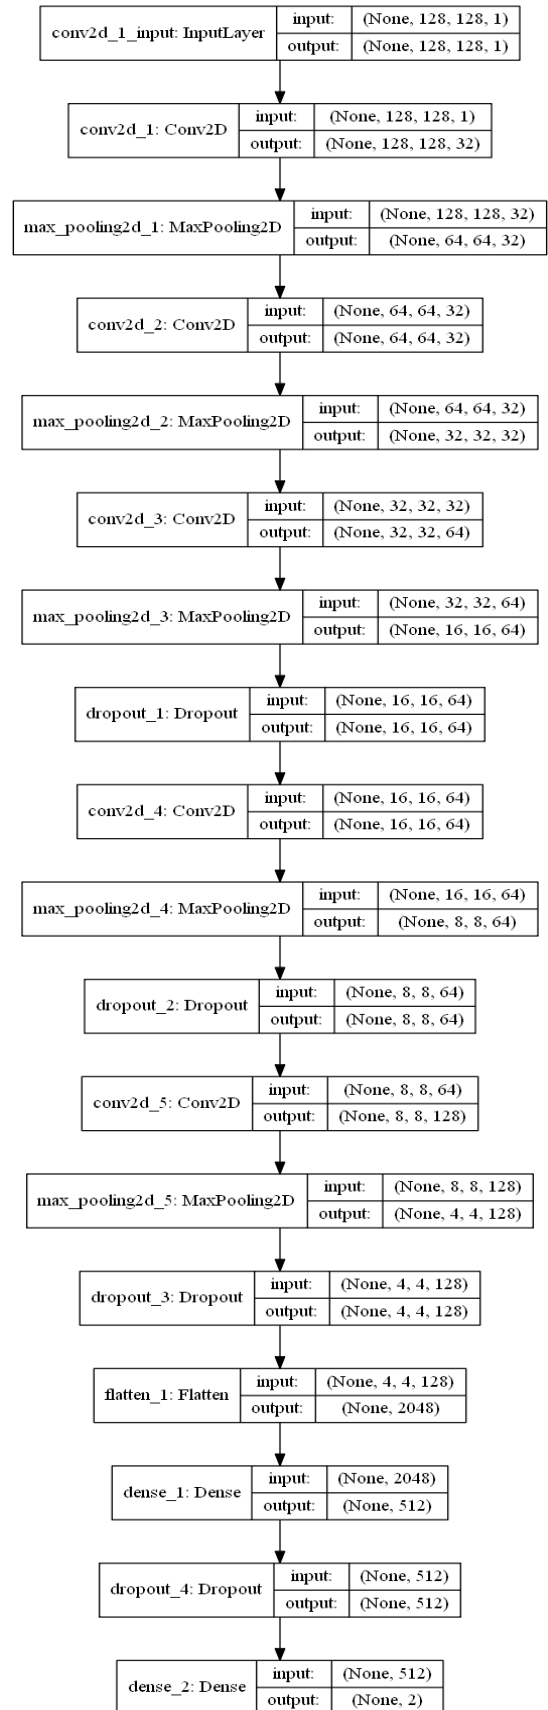 conv2d_1_input: InputLayer
input: (None, 128, 128, 1)
output: (None, 128, 128, 1)
conv2d_1: Conv2D
input: (None, 128, 128, 1)
output: (None, 128, 128, 32)
max_pooling2d_1: MaxPooling2D
input: (None, 128, 128, 32)
output: (None, 64, 64, 32)
conv2d_2: Conv2D
input: (None, 64, 64, 32)
output: (None, 64, 64, 32)
max_pooling2d_2: MaxPooling2D
input: (None, 64, 64, 32)
output: (None, 32, 32, 32)
conv2d_3: Conv2D
input: (None, 32, 32, 32)
output: (None, 32, 32, 64)
max_pooling2d_3: MaxPooling2D
input: (None, 32, 32, 64)
output: (None, 16, 16, 64)
dropout_1: Dropout
input: (None, 16, 16, 64)
output: (None, 16, 16, 64)
conv2d_4: Conv2D
input: (None, 16, 16, 64)
output: (None, 16, 16, 64)
max_pooling2d_4: MaxPooling2D
input: (None, 16, 16, 64)
output: (None, 8, 8, 64)
dropout_2: Dropout
input: (None, 8, 8, 64)
output: (None, 8, 8, 64)
conv2d_5: Conv2D
input: (None, 8, 8, 64)
output: (None, 8, 8, 128)
max_pooling2d_5: MaxPooling2D
input: (None, 8, 8, 128)
output: (None, 4, 4, 128)
dropout_3: Dropout
input: (None, 4, 4, 128)
output: (None, 4, 4, 128)
flatten_1: Flatten
input: (None, 4, 4, 128)
output: (None, 2048)
dense_1: Dense
input: (None, 2048)
output: (None, 512)
dropout_4: Dropout
input: (None, 512)
output: (None, 512)
dense_2: Dense
input: (None, 512)
output: (None, 2)